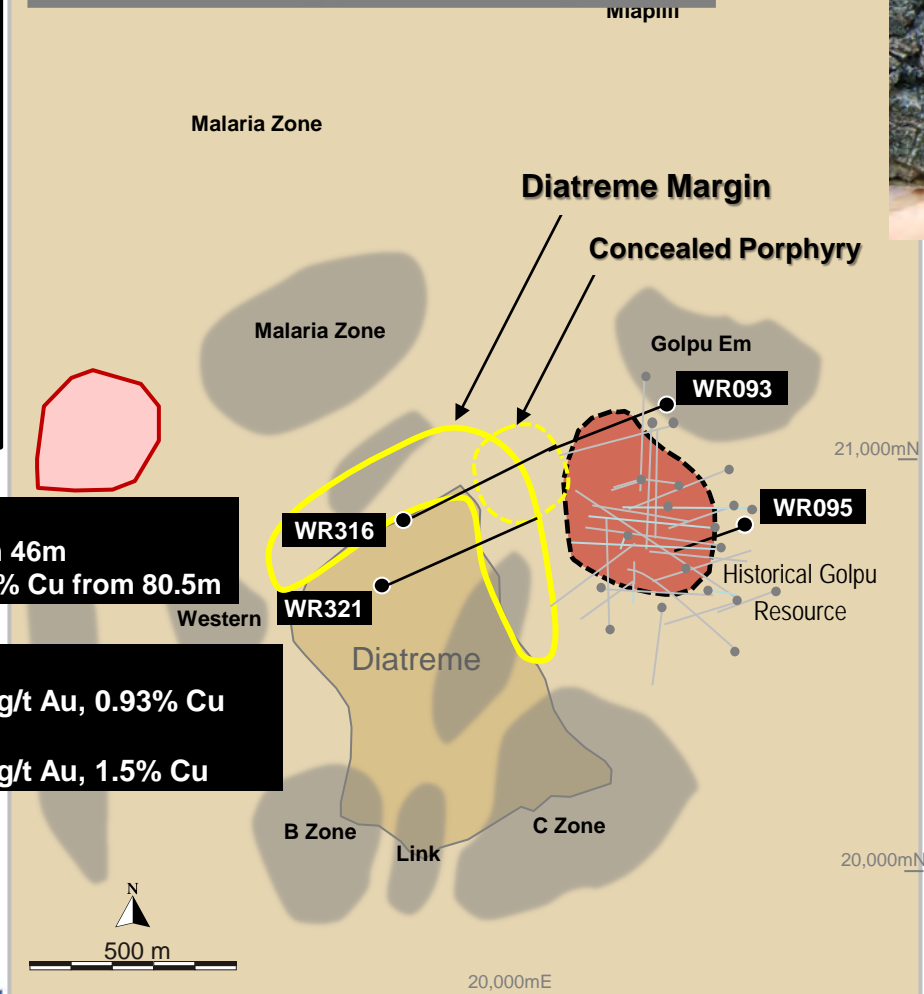 Miapilli
Malaria Zone
Diatreme Margin
Concealed Porphyry
Malaria Zone
Golpu Em
WR093
21,000mN
WR095
WR316
46m
% Cu from 80.5m
Historical Golpu
Resource
WR321
Western
Diatreme
g/t Au, 0.93% Cu
g/t Au, 1.5% Cu
B Zone
C Zone
Link
20,000mN
N
500 m
20,000mE